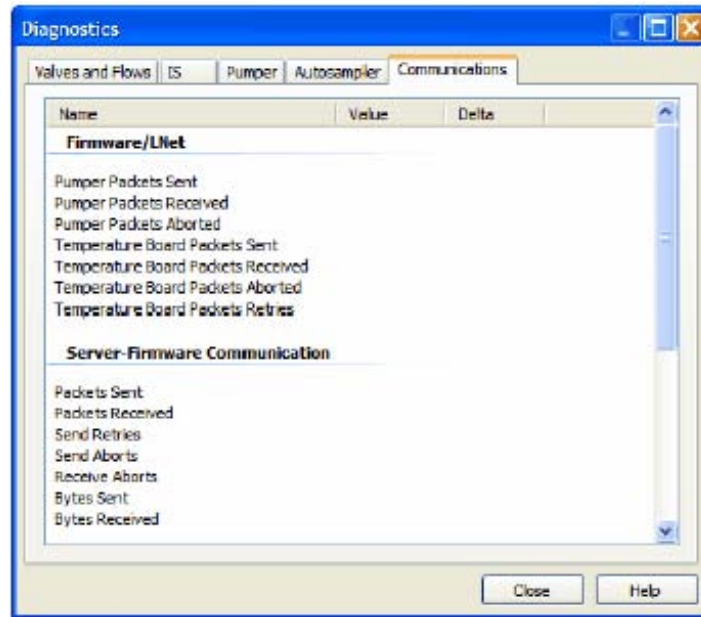 Diagnostics
Valves and Flows IS Pumper Autosampler Communications
Name Value Delta
Firmware/LNet
Pumper Packets Sent
Pumper Packets Received
Pumper Packets Aborted
Temperature Board Packets Sent
Temperature Board Packets Received
Temperature Board Packets Aborted
Temperature Board Packets Retries
Server-Firmware Communication
Packets Sent
Packets Received
Send Retries
Send Aborts
Receive Aborts
Bytes Sent
Bytes Received
Close Help